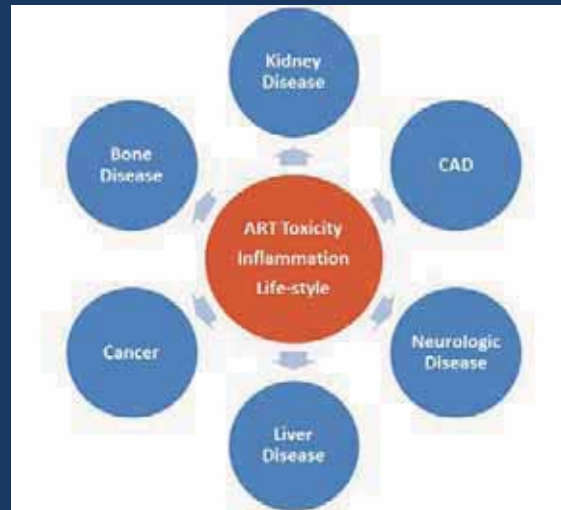 Kidney
Disease
Bone
Disease
CAD
ART Toxicity
Inflammation
Life-style
Cancer
Neurologic
Disease
Liver
Disease